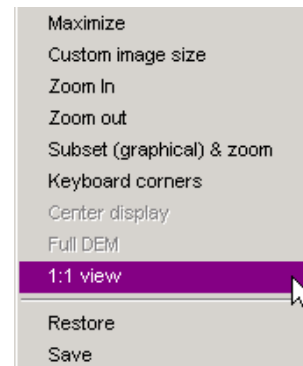 Maximize
Custom image size
Zoom In
Zoom out
Subset (graphical) & zoom
Keyboard corners
Center display
Full DEM
1:1 view
Restore
Save